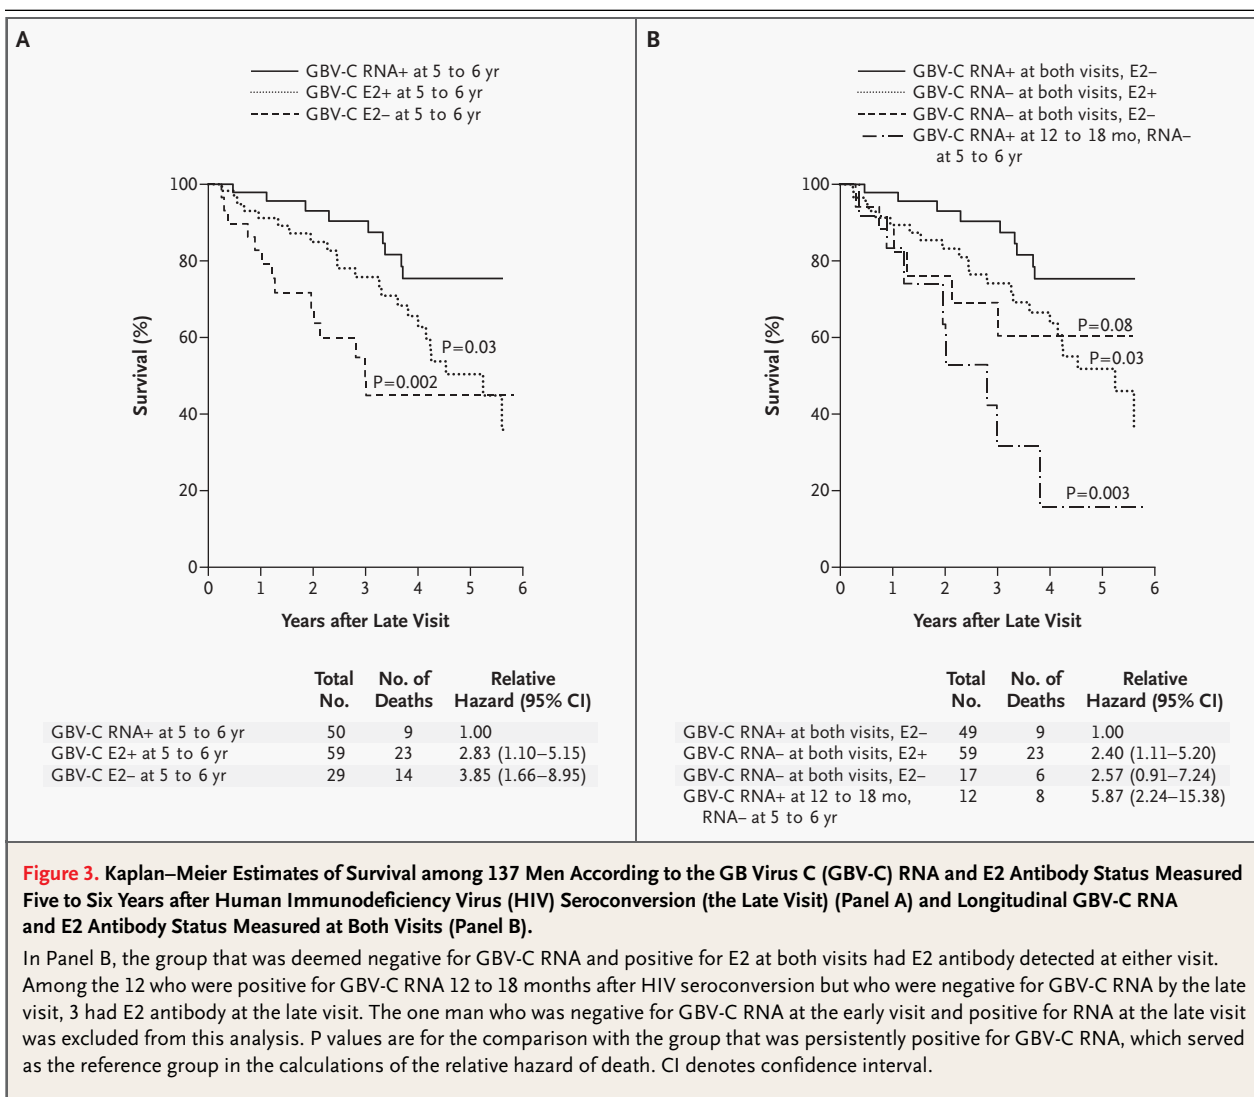 A
GBV-C RNA+ at 5 to 6 yr
GBV-C E2+ at 5 to 6 yr
GBV-C E2– at 5 to 6 yr
Survival (%)
100
80
60
40
20
0
P=0.03
P=0.002
0 1 2 3 4 5 6
Years after Late Visit
Total No. of Relative
No. Deaths Hazard (95% CI)
GBV-C RNA+ at 5 to 6 yr 50 9 1.00
GBV-C E2+ at 5 to 6 yr 59 23 2.83 (1.10–5.15)
GBV-C E2– at 5 to 6 yr 29 14 3.85 (1.66–8.95)
B
GBV-C RNA+ at both visits, E2–
GBV-C RNA– at both visits, E2+
GBV-C RNA– at both visits, E2–
GBV-C RNA+ at 12 to 18 mo, RNA–
at 5 to 6 yr
Survival (%)
100
80
60
40
20
0
P=0.08
P=0.03
P=0.003
0 1 2 3 4 5 6
Years after Late Visit
Total No. of Relative
No. Deaths Hazard (95% CI)
GBV-C RNA+ at both visits, E2– 49 9 1.00
GBV-C RNA– at both visits, E2+ 59 23 2.40 (1.11–5.20)
GBV-C RNA– at both visits, E2– 17 6 2.57 (0.91–7.24)
GBV-C RNA+ at 12 to 18 mo, 12 8 5.87 (2.24–15.38)
RNA– at 5 to 6 yr
Figure 3. Kaplan–Meier Estimates of Survival among 137 Men According to the GB Virus C (GBV-C) RNA and E2 Antibody Status Measured
Five to Six Years after Human Immunodeficiency Virus (HIV) Seroconversion (the Late Visit) (Panel A) and Longitudinal GBV-C RNA
and E2 Antibody Status Measured at Both Visits (Panel B).
In Panel B, the group that was deemed negative for GBV-C RNA and positive for E2 at both visits had E2 antibody detected at either visit.
Among the 12 who were positive for GBV-C RNA 12 to 18 months after HIV seroconversion but who were negative for GBV-C RNA by the late
visit, 3 had E2 antibody at the late visit. The one man who was negative for GBV-C RNA at the early visit and positive for RNA at the late visit
was excluded from this analysis. P values are for the comparison with the group that was persistently positive for GBV-C RNA, which served
as the reference group in the calculations of the relative hazard of death. CI denotes confidence interval.